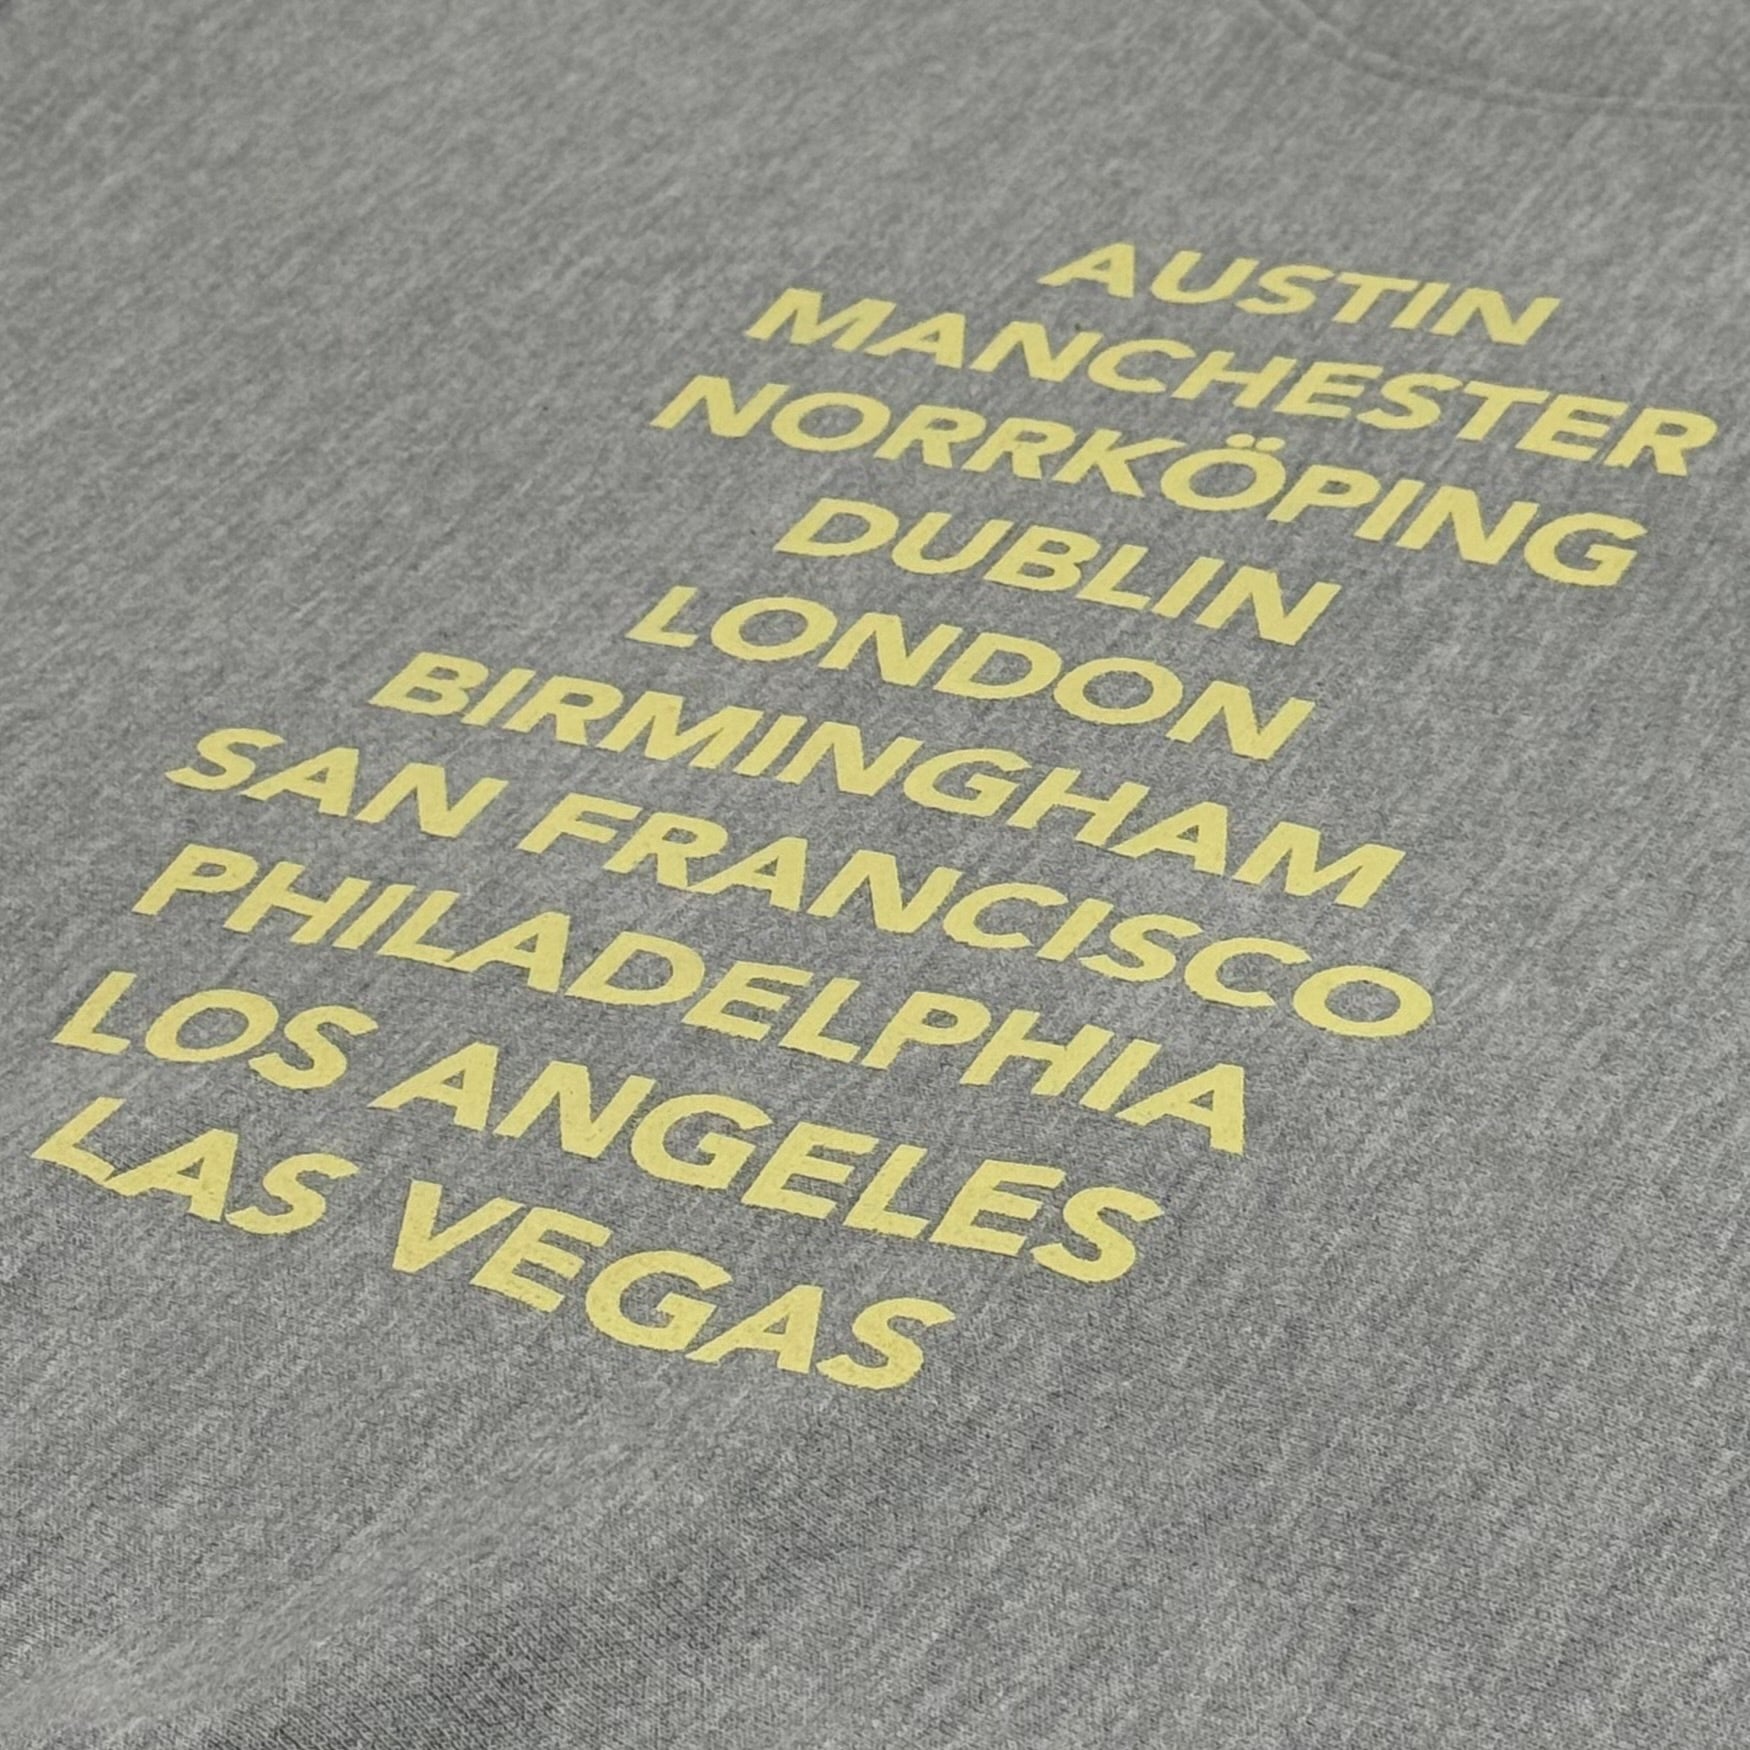 AUSTIN
MANCHESTER
NORRKÖPING
DUBLIN
LONDON
BIRMINGHAM
SAN FRANCISCO
PHILADELPHIA
LOS ANGELES
LAS VEGAS